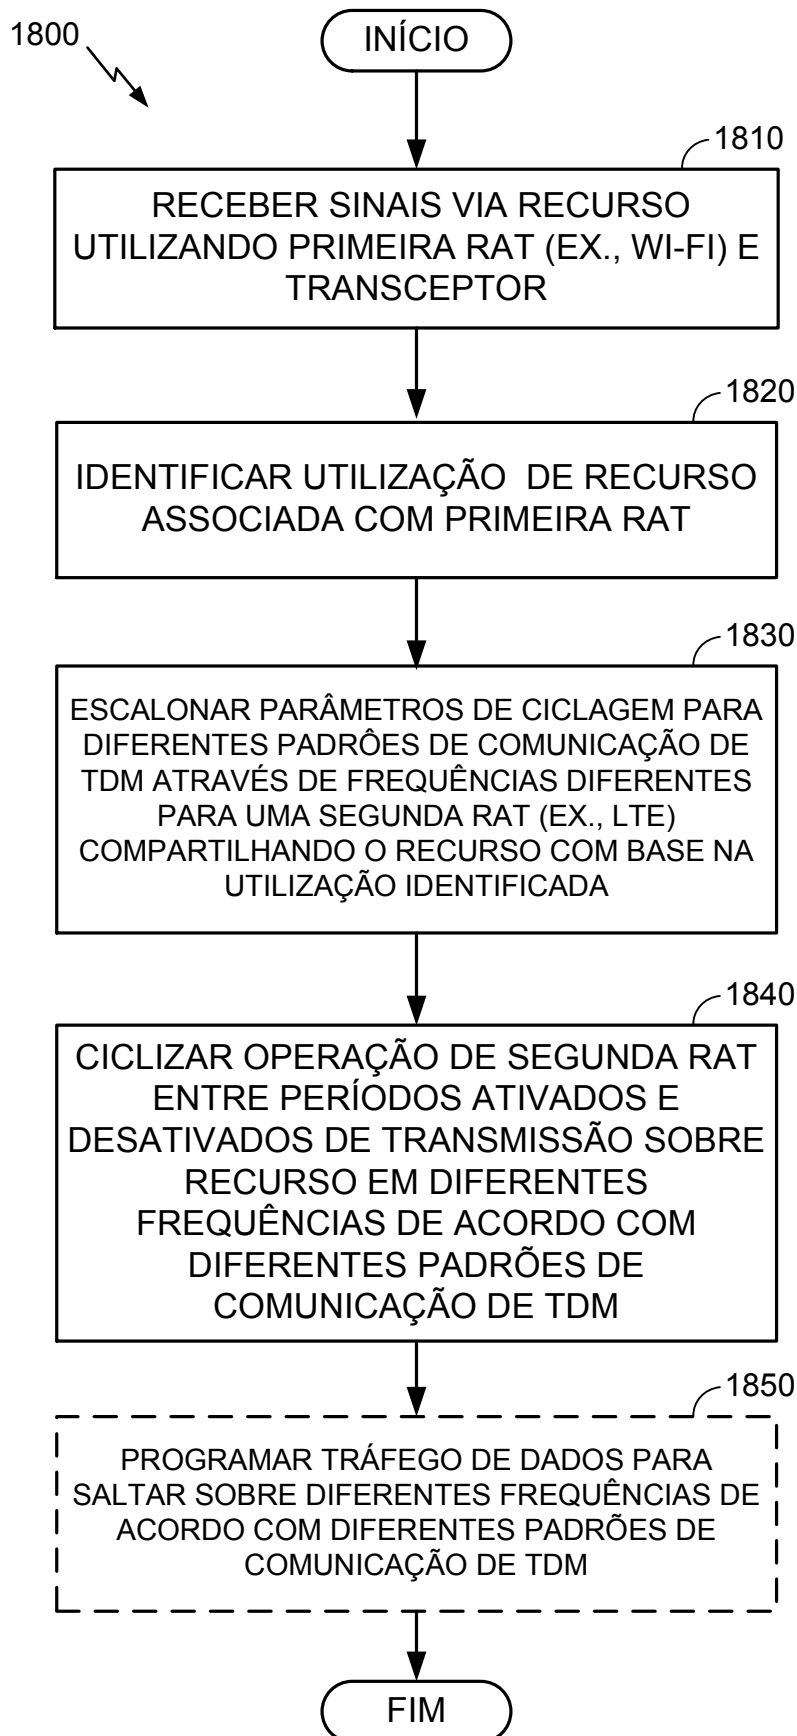 1800
INÍCIO
1810
RECEBER SINAIS VIA RECURSO
UTILIZANDO PRIMEIRA RAT (EX., WI-FI) E
TRANSCEPTOR
1820
IDENTIFICAR UTILIZAÇÃO DE RECURSO
ASSOCIADA COM PRIMEIRA RAT
1830
ESCALONAR PARÂMETROS DE CICLAGEM PARA
DIFERENTES PADRÔES DE COMUNICAÇÃO DE
TDM ATRAVÉS DE FREQUÊNCIAS DIFERENTES
PARA UMA SEGUNDA RAT (EX., LTE)
COMPARTILHANDO O RECURSO COM BASE NA
UTILIZAÇÃO IDENTIFICADA
1840
CICLIZAR OPERAÇÃO DE SEGUNDA RAT
ENTRE PERÍODOS ATIVADOS E
DESATIVADOS DE TRANSMISSÃO SOBRE
RECURSO EM DIFERENTES
FREQUÊNCIAS DE ACORDO COM
DIFERENTES PADRÕES DE
COMUNICAÇÃO DE TDM
1850
PROGRAMAR TRÁFEGO DE DADOS PARA
SALTAR SOBRE DIFERENTES FREQUÊNCIAS DE
ACORDO COM DIFERENTES PADRÕES DE
COMUNICAÇÃO DE TDM
FIM